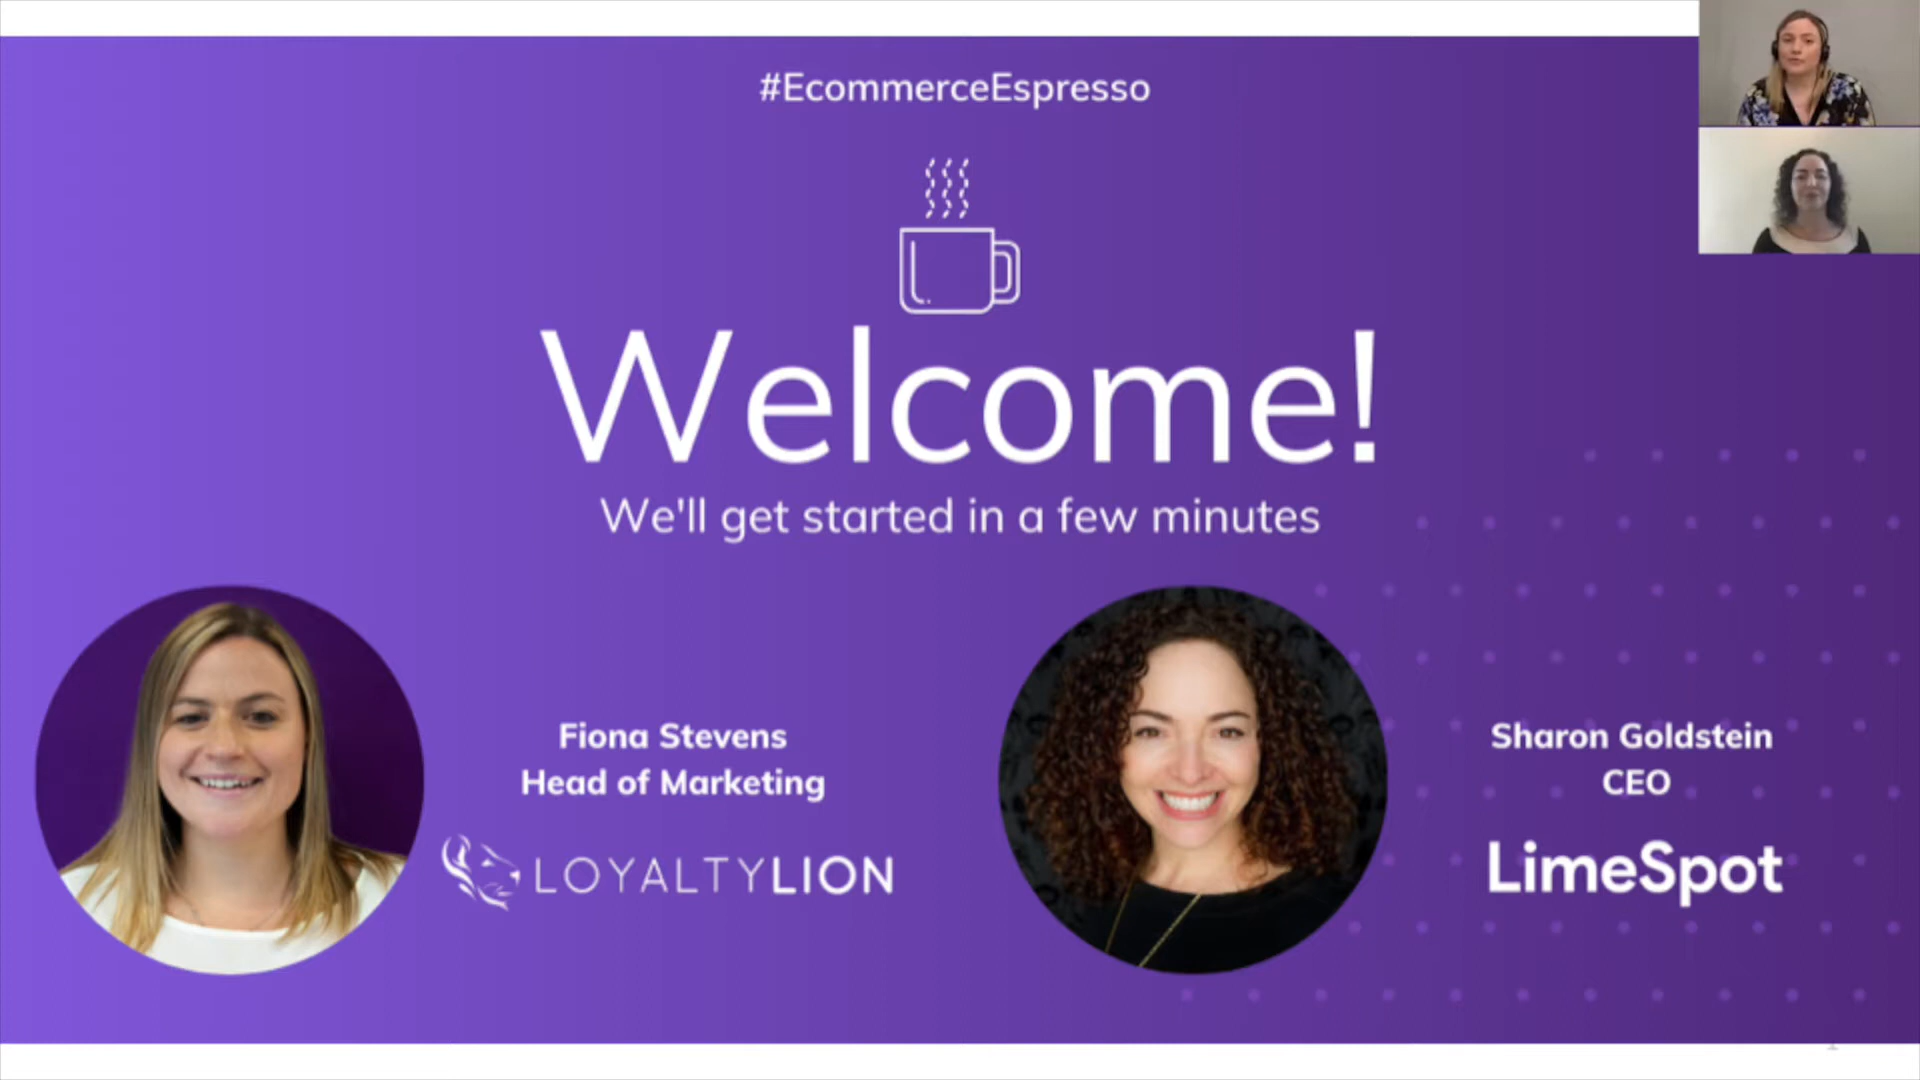 #EcommerceEspresso
Welcome!
We'll get started in a few minutes
Fiona Stevens
Head of Marketing
LOYALTYLION
Sharon Goldstein
CEO
LimeSpot